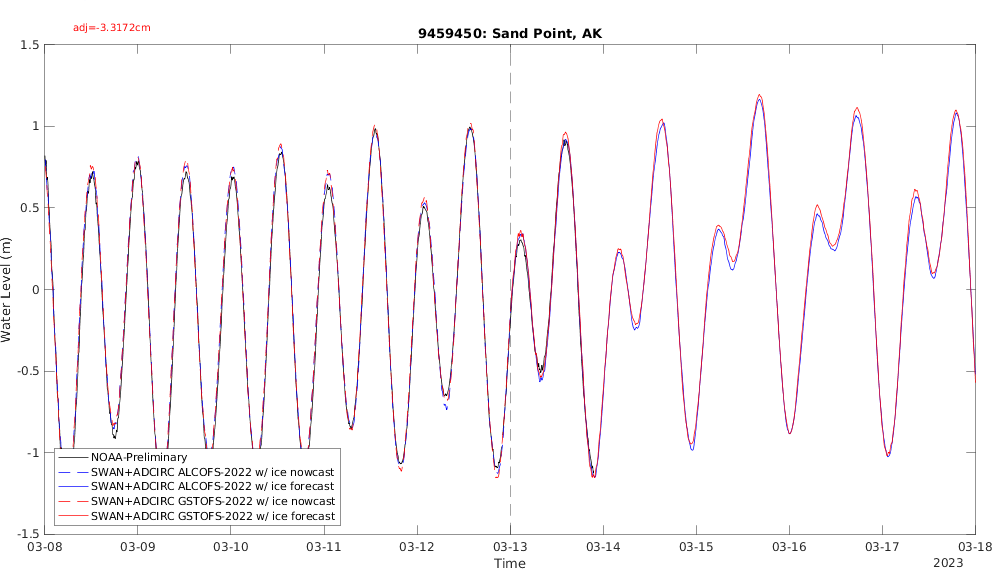 adj=-3.3172cm
9459450: Sand Point, AK
1.5
1
0.5
0
-0.5
-1
-1.5
Water Level (m)
NOAA-Preliminary
SWAN+ADCIRC ALCOFS-2022 w/ ice nowcast
SWAN+ADCIRC ALCOFS-2022 w/ ice forecast
SWAN+ADCIRC GSTOFS-2022 w/ ice nowcast
SWAN+ADCIRC GSTOFS-2022 w/ ice forecast
03-08 03-09 03-10 03-11 03-12 03-13 03-14 03-15 03-16 03-17 03-18
Time
2023